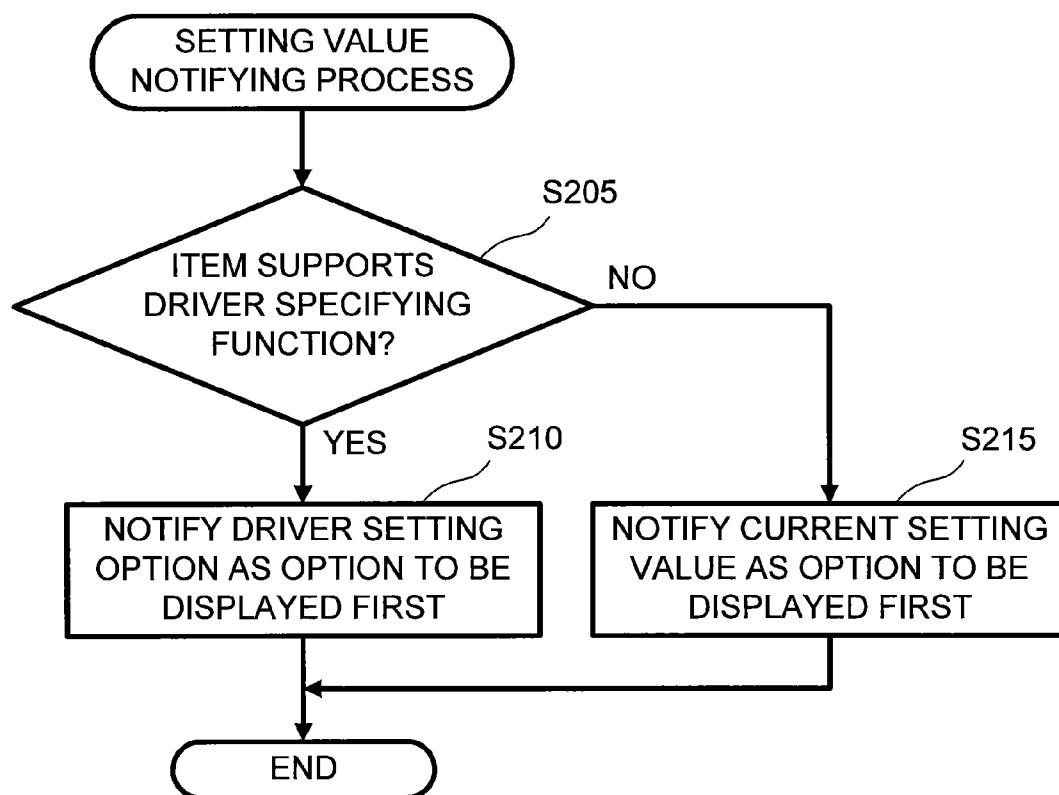 SETTING VALUE
NOTIFYING PROCESS
S205
ITEM SUPPORTS
DRIVER SPECIFYING
FUNCTION?
NO
YES
S210
S215
NOTIFY DRIVER SETTING
OPTION AS OPTION TO BE
DISPLAYED FIRST
NOTIFY CURRENT SETTING
VALUE AS OPTION TO BE
DISPLAYED FIRST
END